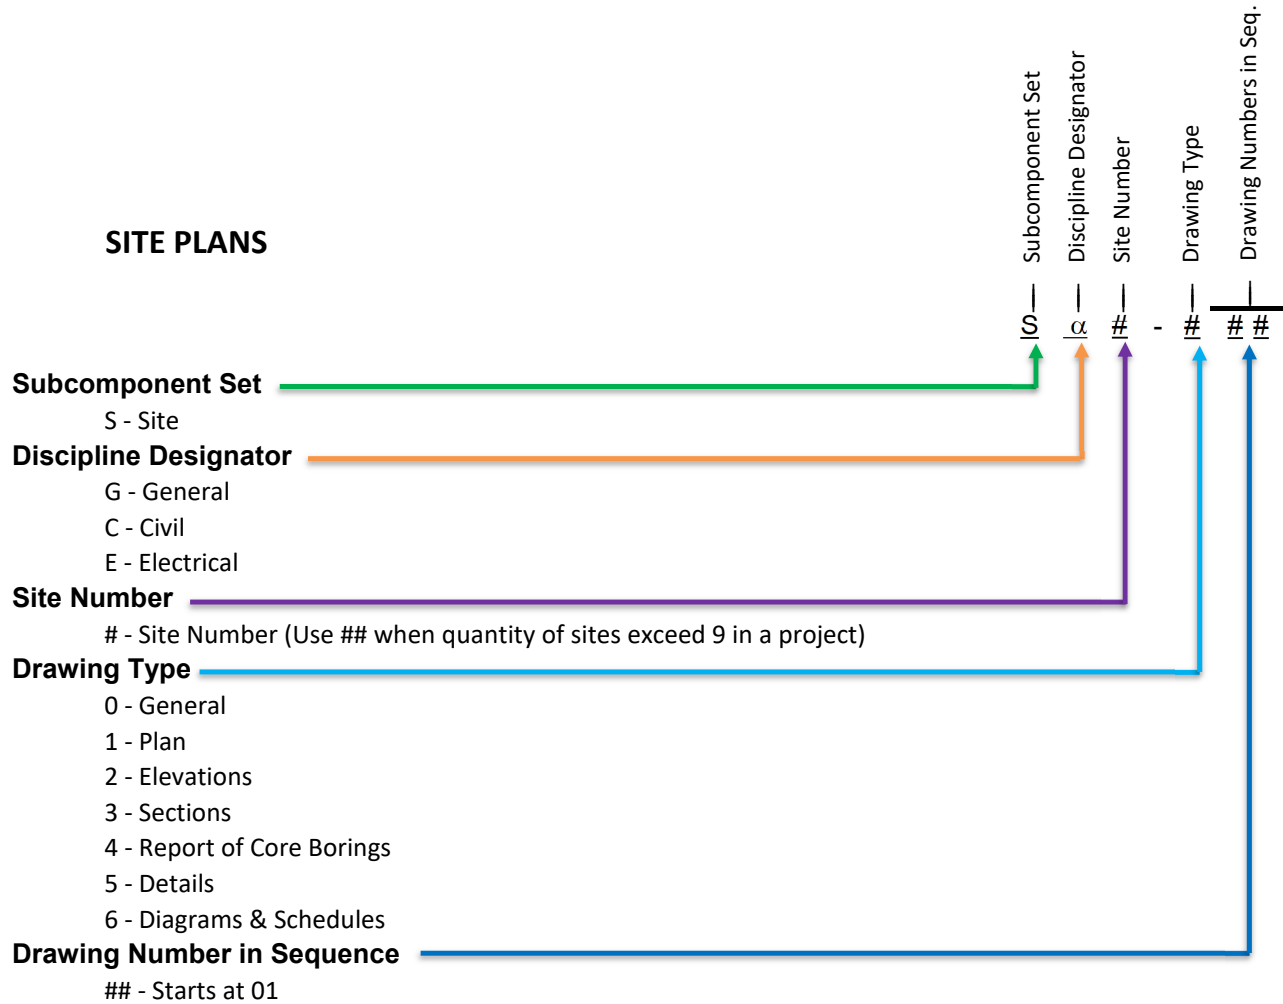 Subcomponent Set
Discipline Designator
Site Number
Drawing Type
Drawing Numbers in Seq.
SITE PLANS
S α # - # # #
Subcomponent Set
S - Site
Discipline Designator
G - General
C - Civil
E - Electrical
Site Number
# - Site Number (Use ## when quantity of sites exceed 9 in a project)
Drawing Type
0 - General
1 - Plan
2 - Elevations
3 - Sections
4 - Report of Core Borings
5 - Details
6 - Diagrams & Schedules
Drawing Number in Sequence
## - Starts at 01